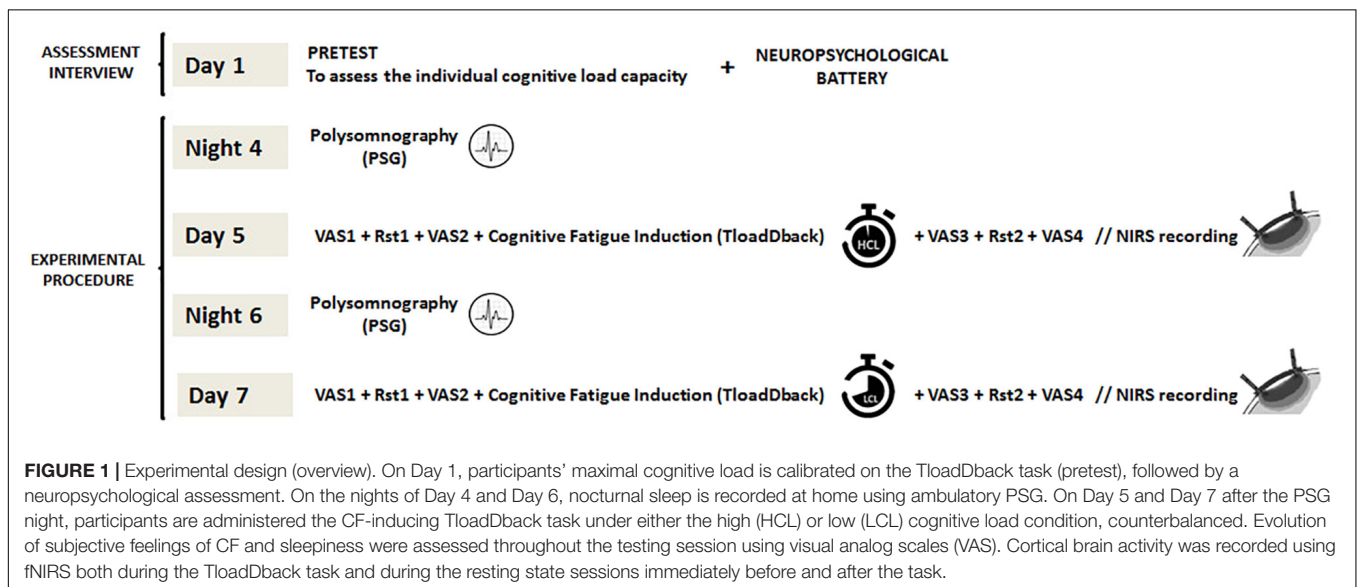 ASSESSMENT
INTERVIEW
Day 1
PRETEST
To assess the individual cognitive load capacity
+
NEUROPSYCHOLOGICAL
BATTERY
EXPERIMENTAL
PROCEDURE
Night 4
Polysomnography
(PSG)
Day 5
VAS1 + Rst1 + VAS2 + Cognitive Fatigue Induction (TloadDback)
HCL
+ VAS3 + Rst2 + VAS4 // NIRS recording
Night 6
Polysomnography
(PSG)
Day 7
VAS1 + Rst1 + VAS2 + Cognitive Fatigue Induction (TloadDback)
LCL
+ VAS3 + Rst2 + VAS4 // NIRS recording
FIGURE 1 | Experimental design (overview). On Day 1, participants’ maximal cognitive load is calibrated on the TloadDback task (pretest), followed by a
neuropsychological assessment. On the nights of Day 4 and Day 6, nocturnal sleep is recorded at home using ambulatory PSG. On Day 5 and Day 7 after the PSG
night, participants are administered the CF-inducing TloadDback task under either the high (HCL) or low (LCL) cognitive load condition, counterbalanced. Evolution
of subjective feelings of CF and sleepiness were assessed throughout the testing session using visual analog scales (VAS). Cortical brain activity was recorded using
fNIRS both during the TloadDback task and during the resting state sessions immediately before and after the task.